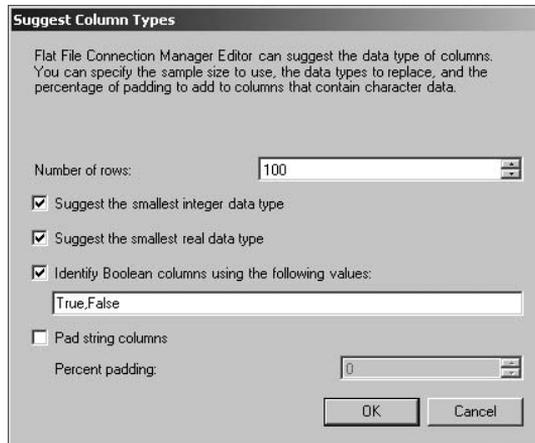 Suggest Column Types
Flat File Connection Manager Editor can suggest the data type of columns.
You can specify the sample size to use, the data types to replace, and the
percentage of padding to add to columns that contain character data.
Number of rows: 100
Suggest the smallest integer data type
Suggest the smallest real data type
Identify Boolean columns using the following values:
True,False
Pad string columns
Percent padding: 0
OK Cancel